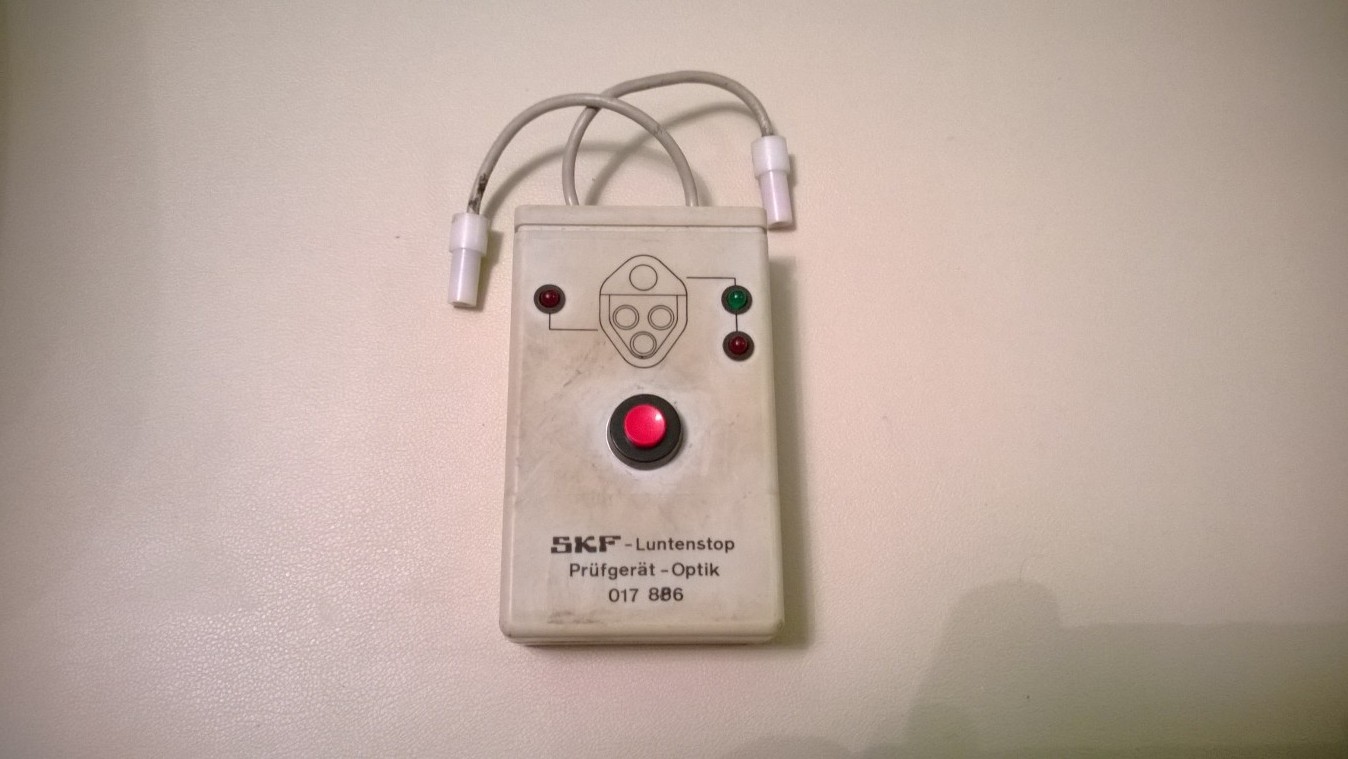 SKF - Luntenstop
Prüfgerät - Optik
017 886